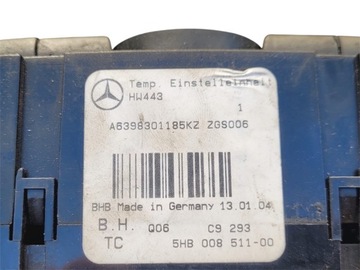 Temp. Einstelleinheit
HW443
1
A6398301185KZ ZGS006
BHB Made in Germany 13.01.04
B.H. Q06 C9 293
TC 5HB 008 511-00